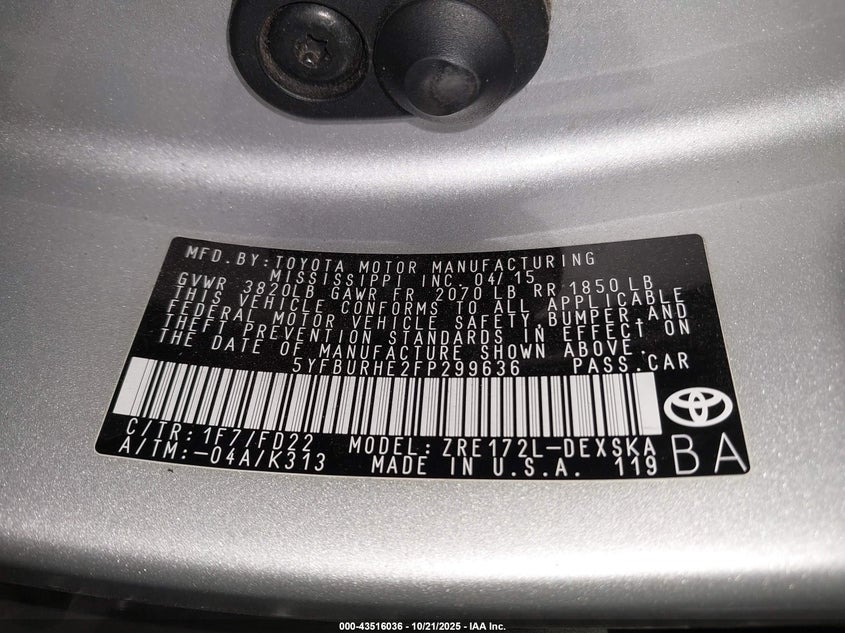 MFD. BY: TOYOTA MOTOR MANUFACTURING
MISSISSIPPI INC. 04/15
GVWR 3820LB GAWR FR 2070 LB RR 1850 LB
THIS VEHICLE CONFORMS TO ALL APPLICABLE
FEDERAL MOTOR VEHICLE SAFETY, BUMPER, AND
THEFT PREVENTION STANDARDS IN EFFECT ON
THE DATE OF MANUFACTURE SHOWN ABOVE.
5YFBURHE2FP299636 PASS. CAR
C/TR: 1F7/FD22 MODEL: ZRE172L-DEXSKA
A/TM: -04A/K313 MADE IN U.S.A. 119 BA
000-43516036 - 10/21/2025 - IAA Inc.